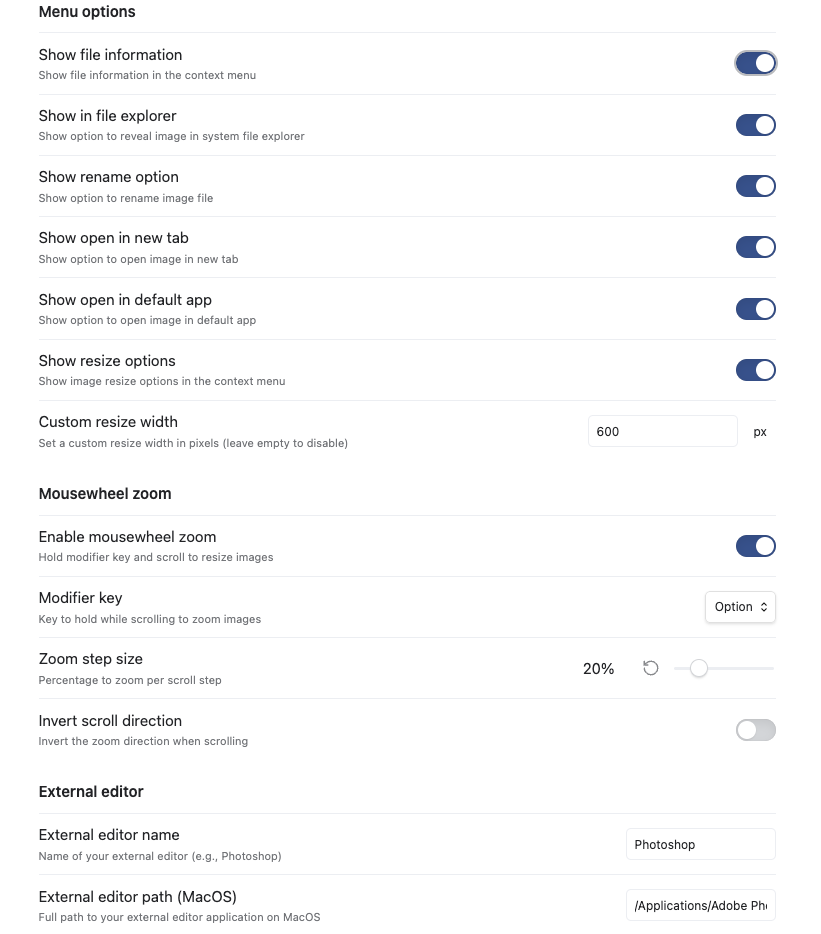 Menu options
Show file information
Show file information in the context menu
Show in file explorer
Show option to reveal image in system file explorer
Show rename option
Show option to rename image file
Show open in new tab
Show option to open image in new tab
Show open in default app
Show option to open image in default app
Show resize options
Show image resize options in the context menu
Custom resize width
Set a custom resize width in pixels (leave empty to disable)
600 px
Mousewheel zoom
Enable mousewheel zoom
Hold modifier key and scroll to resize images
Modifier key
Key to hold while scrolling to zoom images
Option
Zoom step size
Percentage to zoom per scroll step
20%
Invert scroll direction
Invert the zoom direction when scrolling
External editor
External editor name
Name of your external editor (e.g., Photoshop)
Photoshop
External editor path (MacOS)
Full path to your external editor application on MacOS
/Applications/Adobe